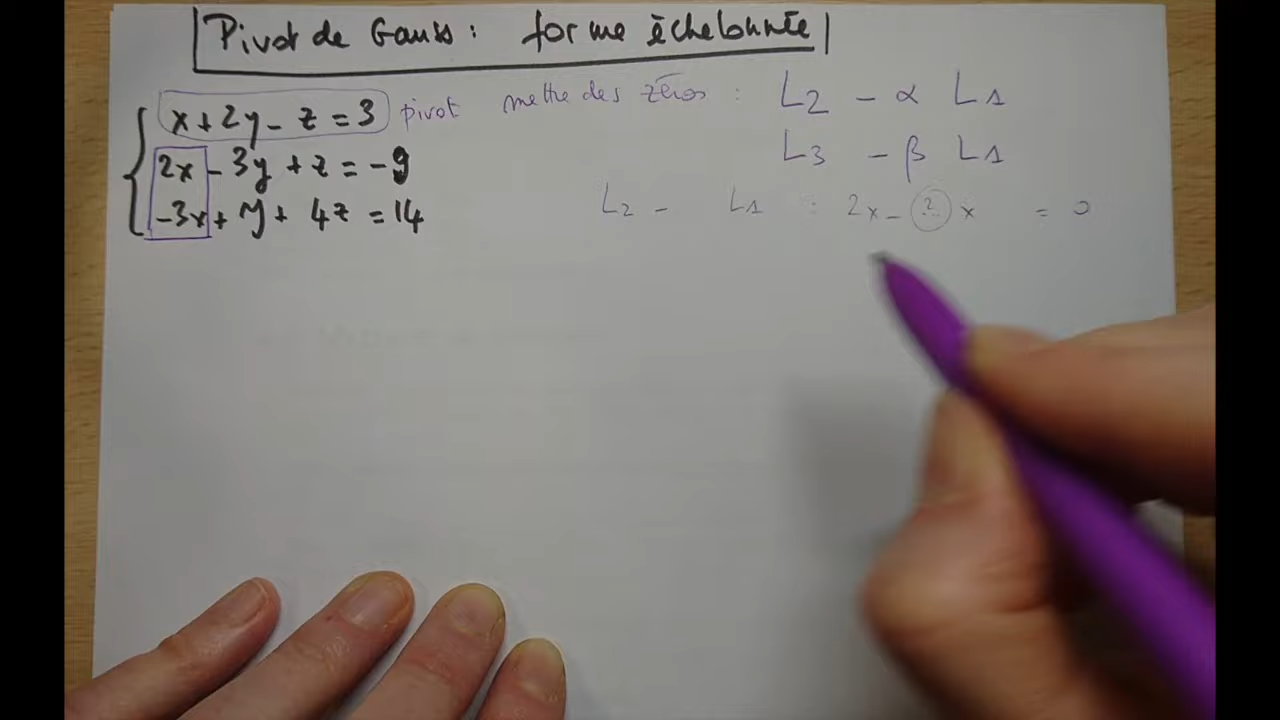 Pivot de Gauss : forme échelonnée
x + 2y - z = 3 pivot mettre des zéros : L2 - α L1
2x - 3y + z = -9
L3 - β L1
-3x + y + 4z = 14
L2 - L1 : 2x - ? x = 0